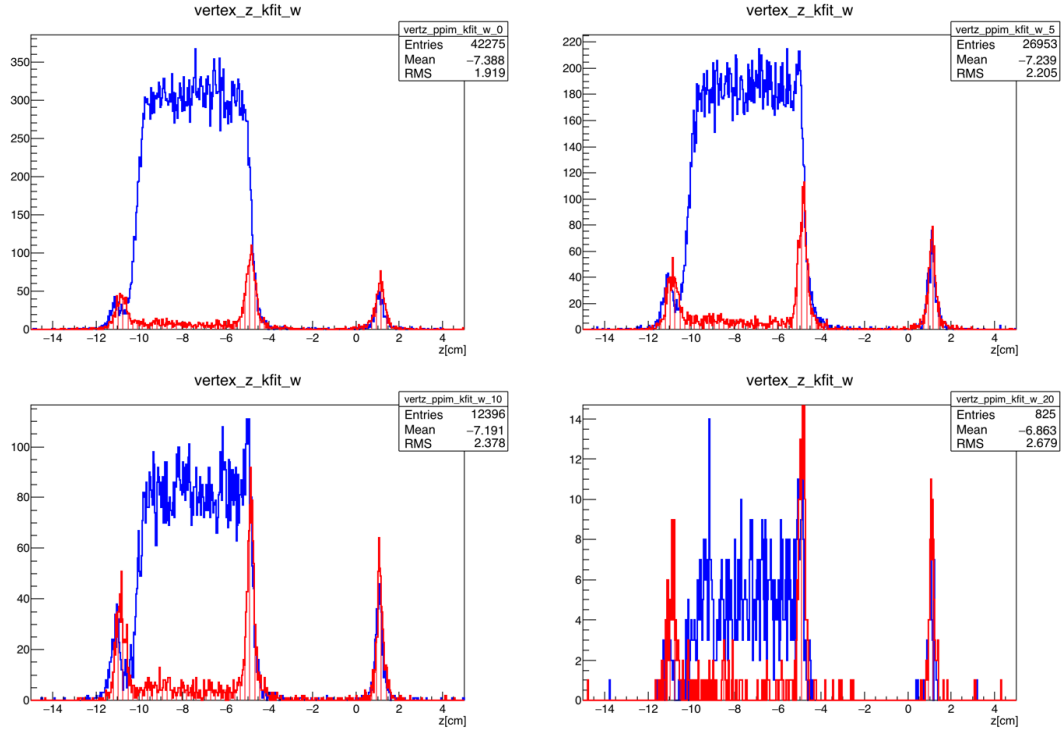 vertex_z_kfit_w
vertz_ppim_kfit_w_0
Entries 42275
Mean −7.388
RMS 1.919
350
300
250
200
150
100
50
0
−14 −12 −10 −8 −6 −4 −2 0 2 4
z[cm]
vertex_z_kfit_w
vertz_ppim_kfit_w_5
Entries 26953
Mean −7.239
RMS 2.205
220
200
180
160
140
120
100
80
60
40
20
0
−14 −12 −10 −8 −6 −4 −2 0 2 4
z[cm]
vertex_z_kfit_w
vertz_ppim_kfit_w_10
Entries 12396
Mean −7.191
RMS 2.378
100
80
60
40
20
0
−14 −12 −10 −8 −6 −4 −2 0 2 4
z[cm]
vertex_z_kfit_w
vertz_ppim_kfit_w_20
Entries 825
Mean −6.863
RMS 2.679
14
12
10
8
6
4
2
0
−14 −12 −10 −8 −6 −4 −2 0 2 4
z[cm]